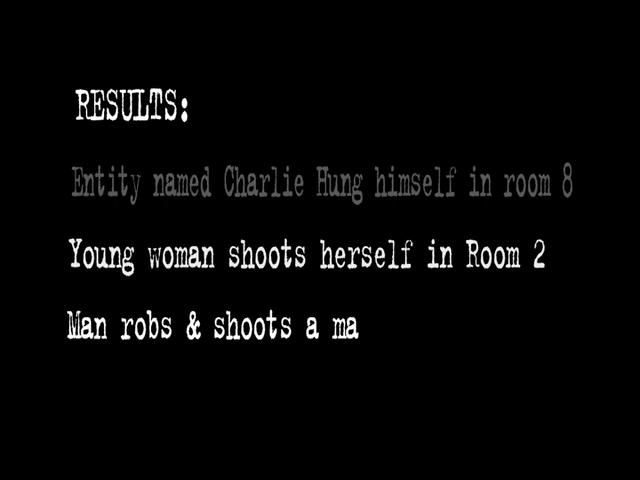 RESULTS:
Entity named Charlie Hung himself in room 8
Young woman shoots herself in Room 2
Man robs & shoots a ma